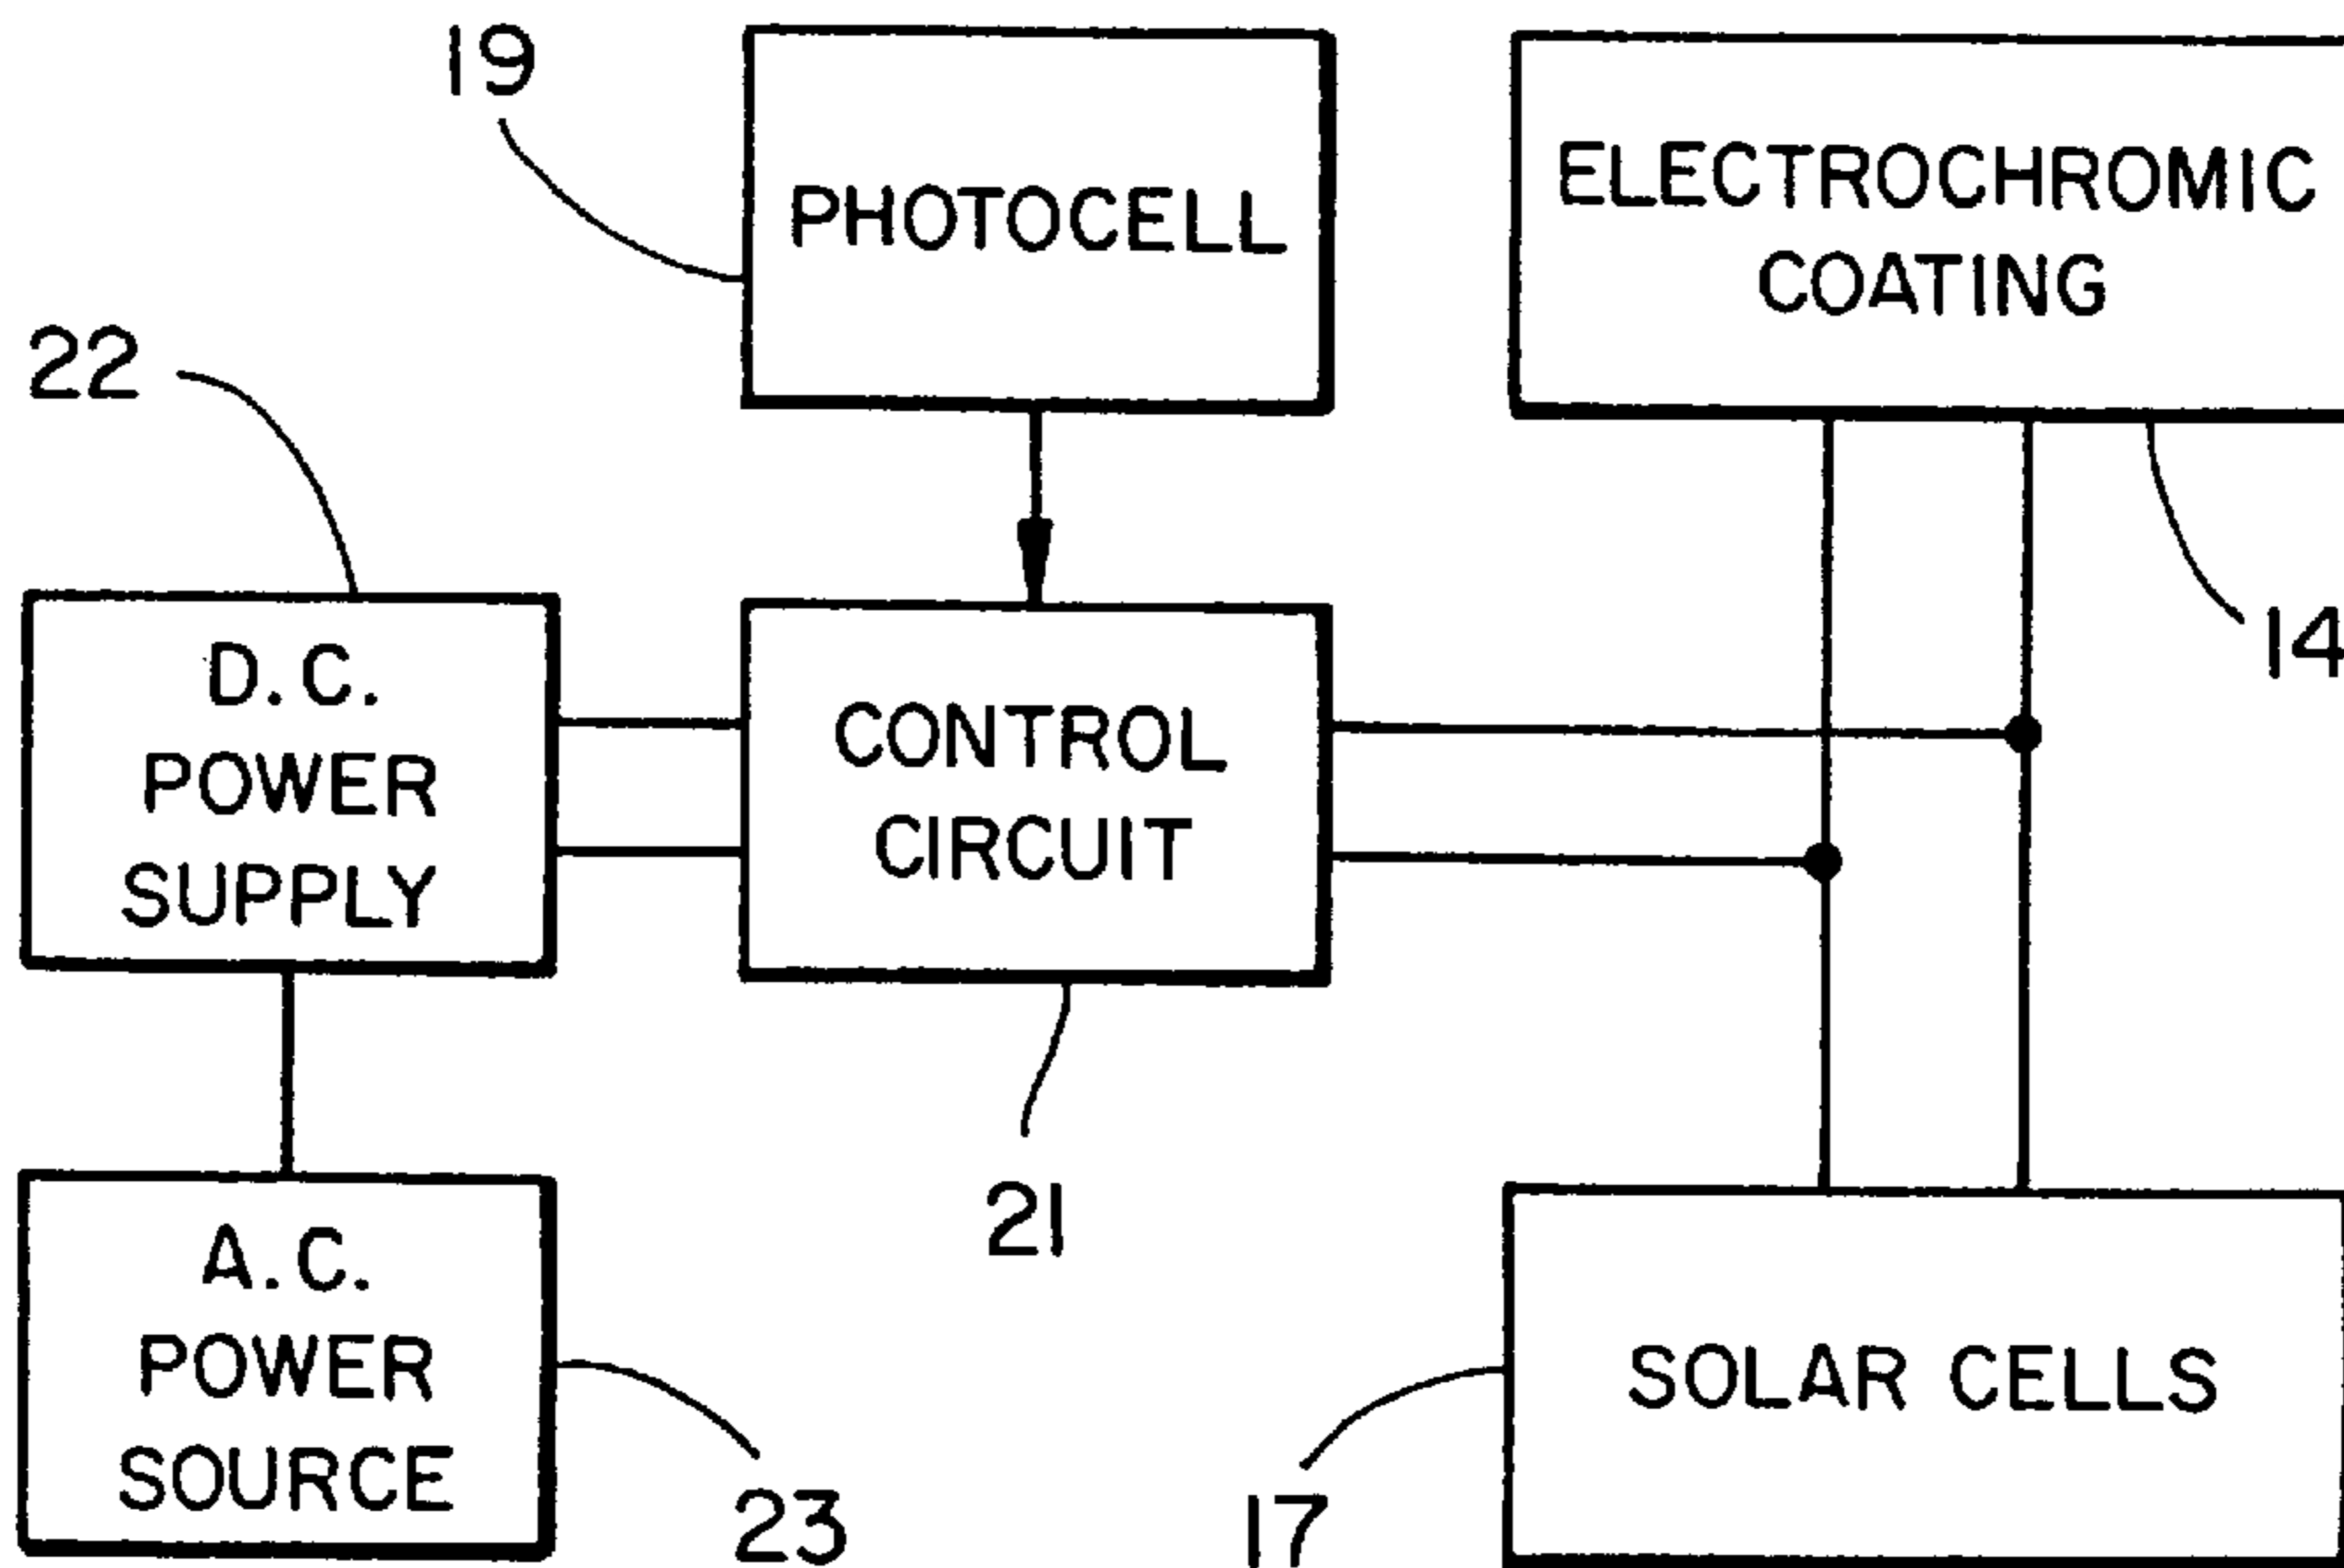 19
PHOTOCELL
ELECTROCHROMIC
COATING
22
14
D.C.
POWER
SUPPLY
CONTROL
CIRCUIT
21
A.C.
POWER
SOURCE
23
17
SOLAR CELLS